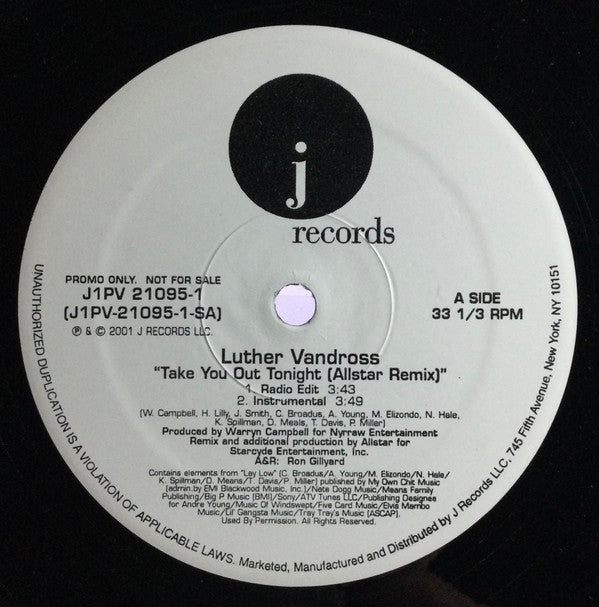 j
records
PROMO ONLY. NOT FOR SALE
J1PV 21095-1
(J1PV-21095-1-SA)
℗ & © 2001 J RECORDS LLC.
A SIDE
33 1/3 RPM
Luther Vandross
"Take You Out Tonight (Allstar Remix)"
1. Radio Edit 3:43
2. Instrumental 3:49
(W. Campbell, H. Lilly, J. Smith, C. Broadus, A. Young, M. Elizondo, N. Hale,
K. Spillman, D. Meals, T. Davis, P. Miller)
Produced by Warryn Campbell for Nyrraw Entertainment
Remix and additional production by Allstar for
Starcyde Entertainment, Inc.
A&R: Ron Gillyard
Contains elements from "Lay Low" (C. Broadus/A. Young/M. Elizondo/N. Hale/
K. Spillman/D. Means/T. Davis/P. Miller) published by My Own Chit Music
(admin.by EMI Blackwood Music, Inc.)/Nate Dogg Music/Means Family
Publishing/Big P Music (BMI)/Sony/ATV Tunes LLC/Publishing Designee
for Andre Young/Music Of Windswept/Five Card Music/Elvis Mambo
Music/Lil' Gangsta Music/Tray Tray's Music (ASCAP).
Used By Permission. All Rights Reserved.
UNAUTHORIZED DUPLICATION IS A VIOLATION OF APPLICABLE LAWS. Marketed, Manufactured and Distributed by J Records LLC, 745 Fifth Avenue, New York, NY 10151